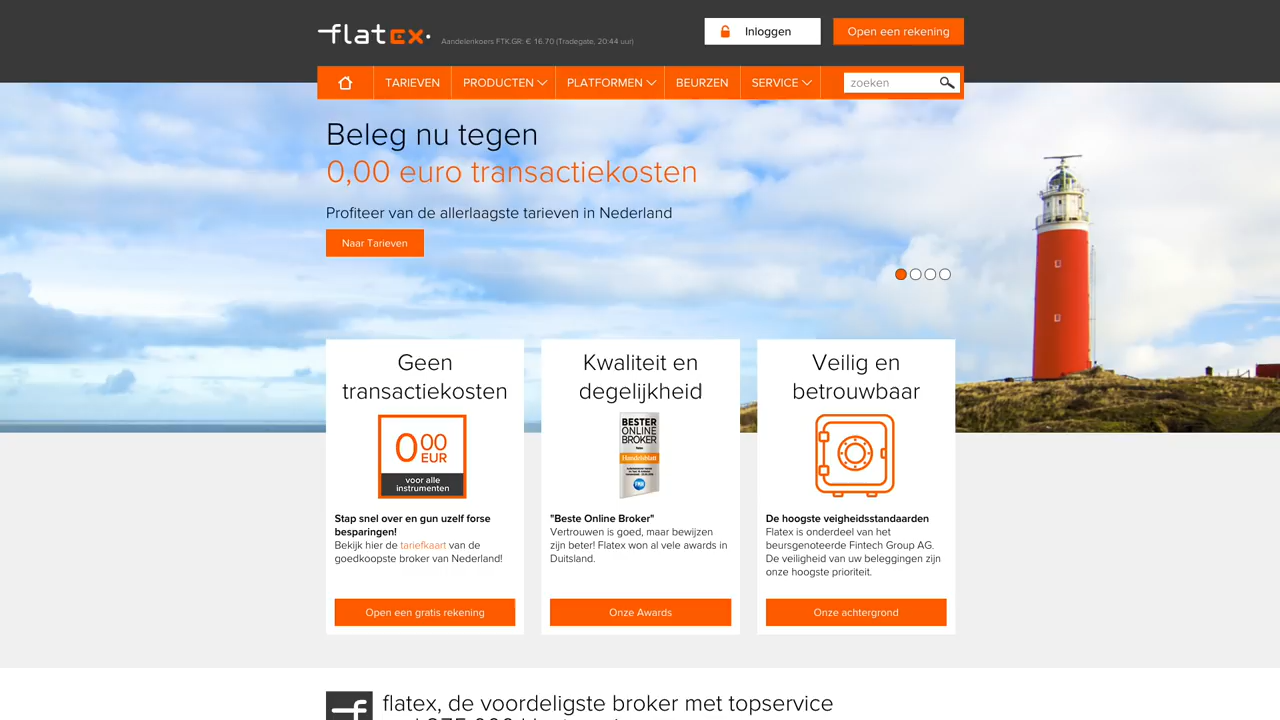 flatex
Aandelenkoers FTK.GR: € 16.70 (Tradegate, 20:44 uur)
Inloggen
Open een rekening
TARIEVEN
PRODUCTEN
PLATFORMEN
BEURZEN
SERVICE
zoeken
Beleg nu tegen
0,00 euro transactiekosten
Profiteer van de allerlaagste tarieven in Nederland
Naar Tarieven
Geen
transactiekosten
0 00
EUR
voor alle
instrumenten
Stap snel over en gun uzelf forse
besparingen!
Bekijk hier de tariefkaart van de
goedkoopste broker van Nederland!
Open een gratis rekening
Kwaliteit en
degelijkheid
BESTER
ONLINE
BROKER
Handelsblatt
"Beste Online Broker"
Vertrouwen is goed, maar bewijzen
zijn beter! Flatex won al vele awards in
Duitsland.
Onze Awards
Veilig en
betrouwbaar
De hoogste veigheidsstandaarden
Flatex is onderdeel van het
beursgenoteerde Fintech Group AG.
De veiligheid van uw beleggingen zijn
onze hoogste prioriteit.
Onze achtergrond
flatex, de voordeligste broker met topservice